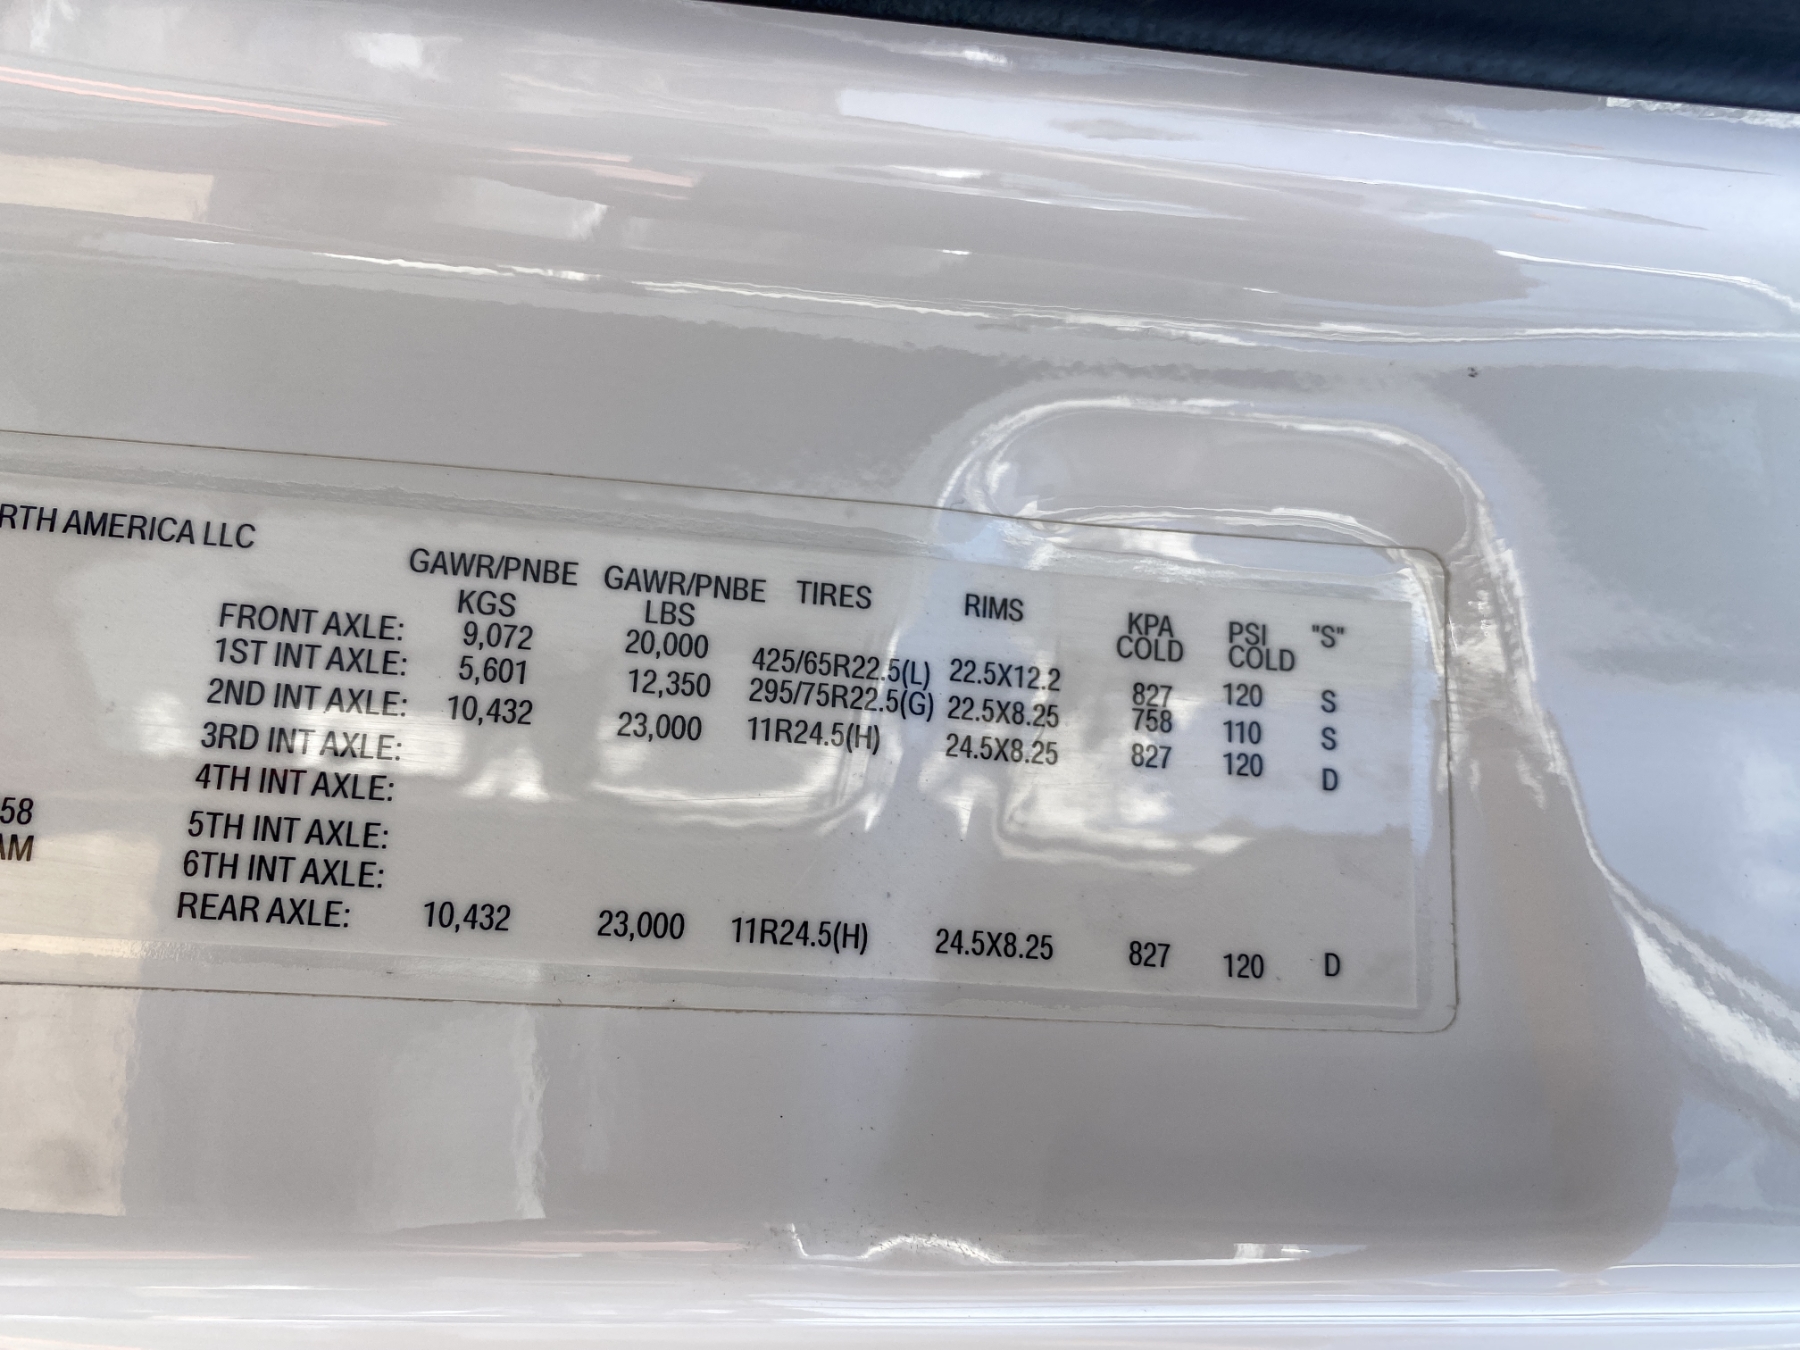 RTH AMERICA LLC
GAWR/PNBE GAWR/PNBE TIRES RIMS KPA PSI "S"
KGS LBS COLD COLD
FRONT AXLE: 9,072 20,000 425/65R22.5(L) 22.5X12.2 827 120 S
1ST INT AXLE: 5,601 12,350 295/75R22.5(G) 22.5X8.25 758 110 S
2ND INT AXLE: 10,432 23,000 11R24.5(H) 24.5X8.25 827 120 D
3RD INT AXLE:
4TH INT AXLE:
58 5TH INT AXLE:
AM 6TH INT AXLE:
REAR AXLE: 10,432 23,000 11R24.5(H) 24.5X8.25 827 120 D